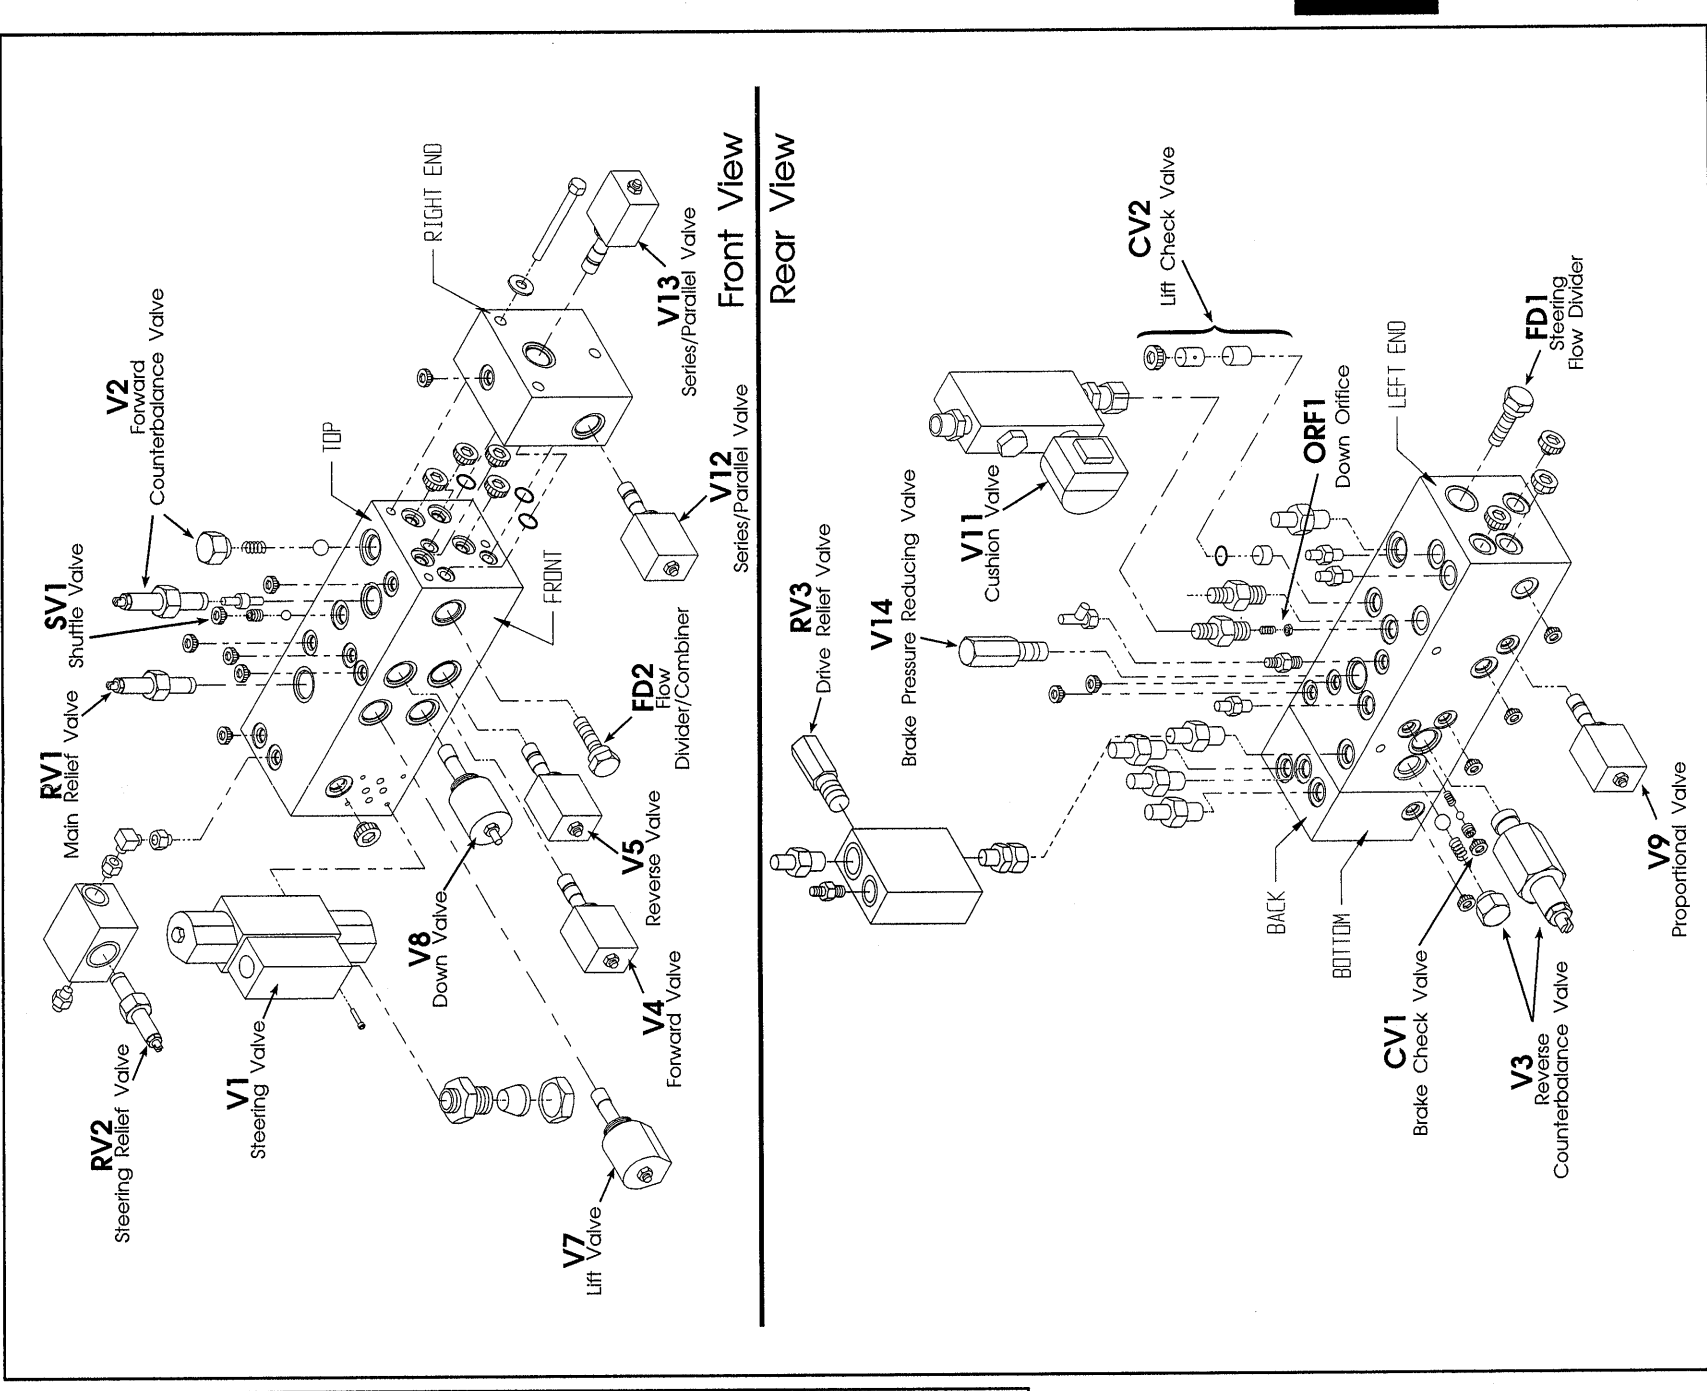 RV2
Steering Relief Valve
RV1
Main Relief Valve
SV1
Shuttle Valve
V2
Forward
Counterbalance Valve
V1
Steering Valve
TOP
RIGHT END
FRONT
V7
Lift Valve
V8
Down Valve
V4
Forward Valve
V5
Reverse Valve
FD2
Flow
Divider/Combiner
V12
Series/Parallel Valve
V13
Series/Parallel Valve
Front View
Rear View
RV3
Drive Relief Valve
V14
Brake Pressure Reducing Valve
V11
Cushion Valve
CV2
Lift Check Valve
ORF1
Down Orifice
BACK
BOTTOM
LEFT END
FD1
Steering
Flow Divider
CV1
Brake Check Valve
V3
Reverse
Counterbalance Valve
V9
Proportional Valve